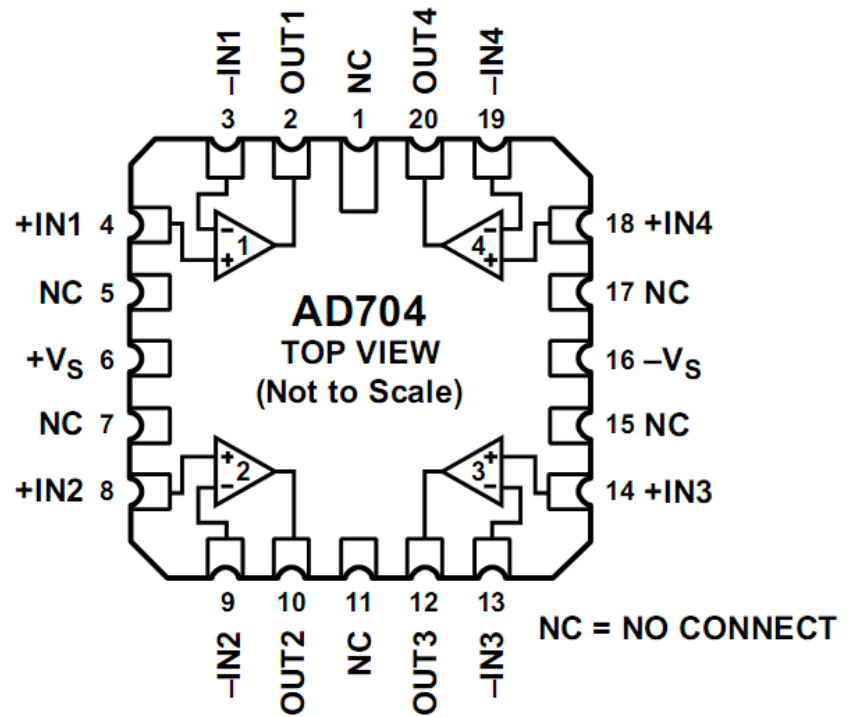 –IN1
OUT1
NC
OUT4
–IN4
3 2 1 20 19
+IN1 4
18 +IN4
– 1 +
– 4 +
NC 5
17 NC
AD704
+VS 6
TOP VIEW
16 –VS
(Not to Scale)
NC 7
15 NC
+ 2 –
+ 3 –
+IN2 8
14 +IN3
9 10 11 12 13
–IN2
OUT2
NC
OUT3
–IN3
NC = NO CONNECT